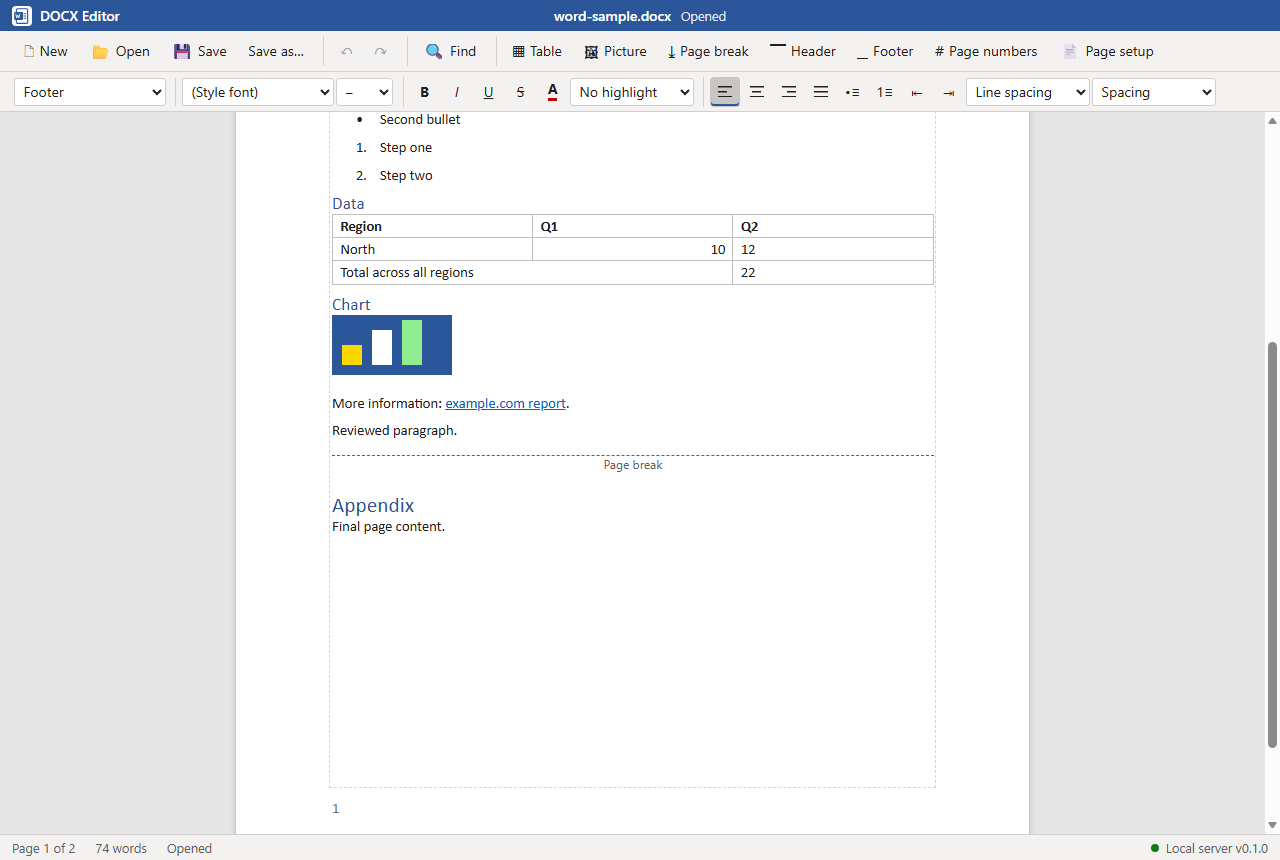 DOCX Editor word-sample.docx Opened
New Open Save Save as... Find Table Picture Page break Header Footer # Page numbers Page setup
Footer (Style font) – B I U S A No highlight Line spacing Spacing
• Second bullet
1. Step one
2. Step two
Data
Region Q1 Q2
North 10 12
Total across all regions 22
Chart
More information: example.com report.
Reviewed paragraph.
Page break
Appendix
Final page content.
1
Page 1 of 2 74 words Opened Local server v0.1.0